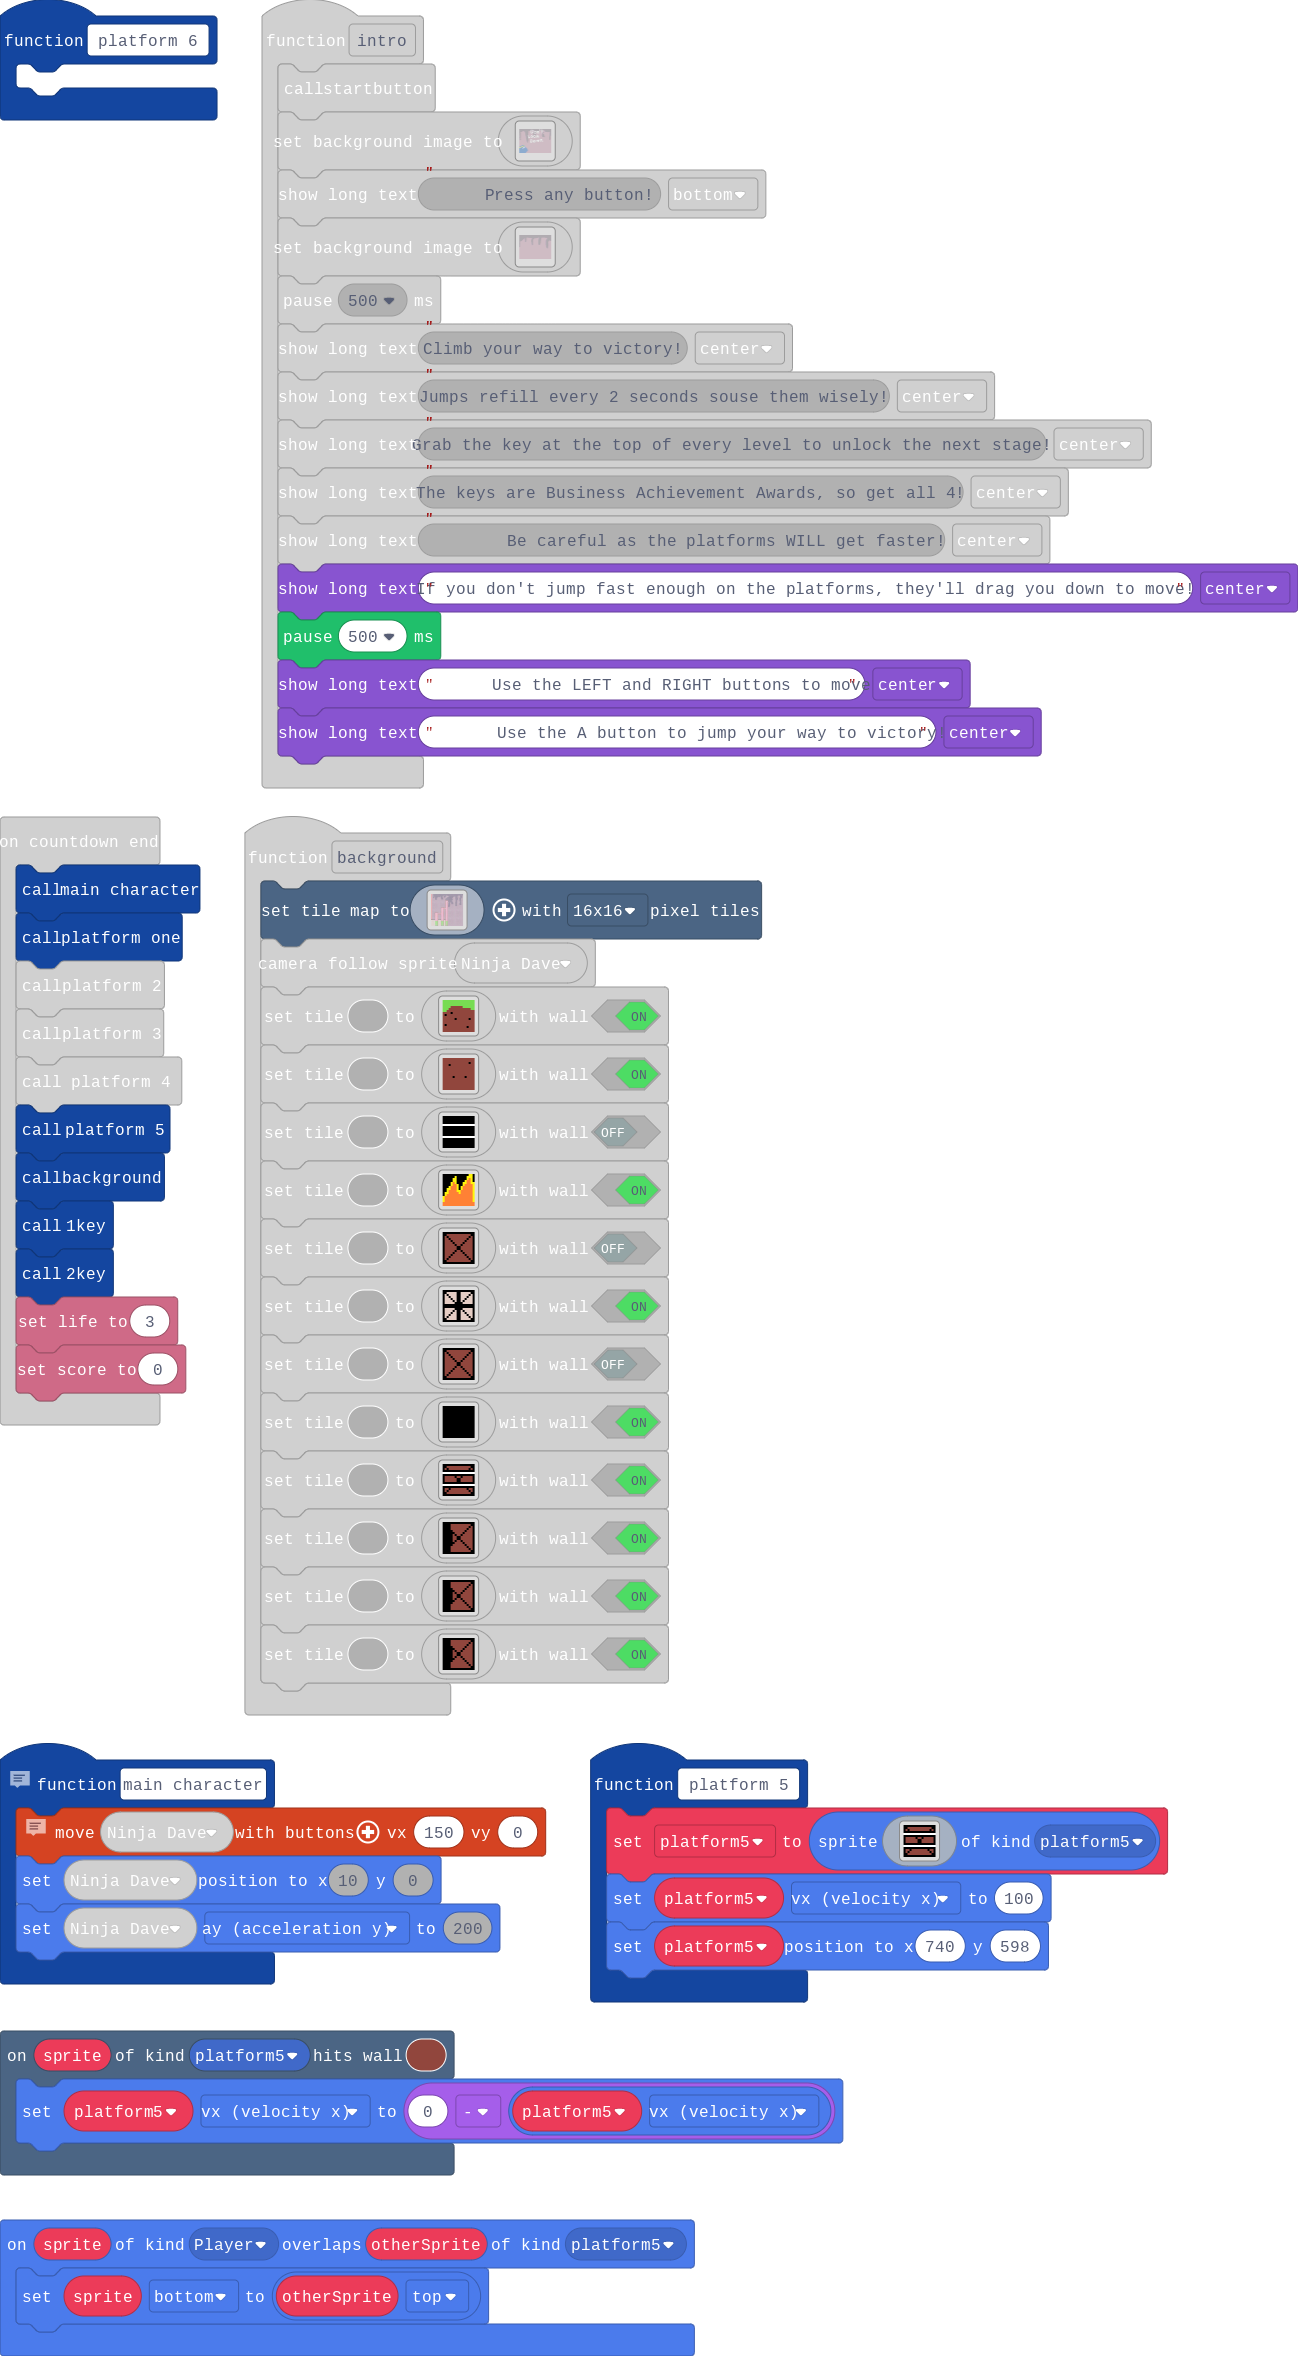 function platform 6
function intro
call startbutton
set background image to
show long text " Press any button! bottom
set background image to
pause 500 ms
show long text " Climb your way to victory! center
show long text " Jumps refill every 2 seconds souse them wisely! center
show long text " Grab the key at the top of every level to unlock the next stage! center
show long text " The keys are Business Achievement Awards, so get all 4! center
show long text " Be careful as the platforms WILL get faster! center
show long text "If you don't jump fast enough on the platforms, they'll drag you down to move!" center
pause 500 ms
show long text " Use the LEFT and RIGHT buttons to move" center
show long text " Use the A button to jump your way to victory!" center
on countdown end
call main character
call platform one
call platform 2
call platform 3
call platform 4
call platform 5
call background
call 1key
call 2key
set life to 3
set score to 0
function background
set tile map to with 16x16 pixel tiles
camera follow sprite Ninja Dave
set tile to with wall ON
set tile to with wall ON
set tile to with wall OFF
set tile to with wall ON
set tile to with wall OFF
set tile to with wall ON
set tile to with wall OFF
set tile to with wall ON
set tile to with wall ON
set tile to with wall ON
set tile to with wall ON
set tile to with wall ON
function main character
move Ninja Dave with buttons vx 150 vy 0
set Ninja Dave position to x 10 y 0
set Ninja Dave ay (acceleration y) to 200
function platform 5
set platform5 to sprite of kind platform5
set platform5 vx (velocity x) to 100
set platform5 position to x 740 y 598
on sprite of kind platform5 hits wall
set platform5 vx (velocity x) to 0 - platform5 vx (velocity x)
on sprite of kind Player overlaps otherSprite of kind platform5
set sprite bottom to otherSprite top